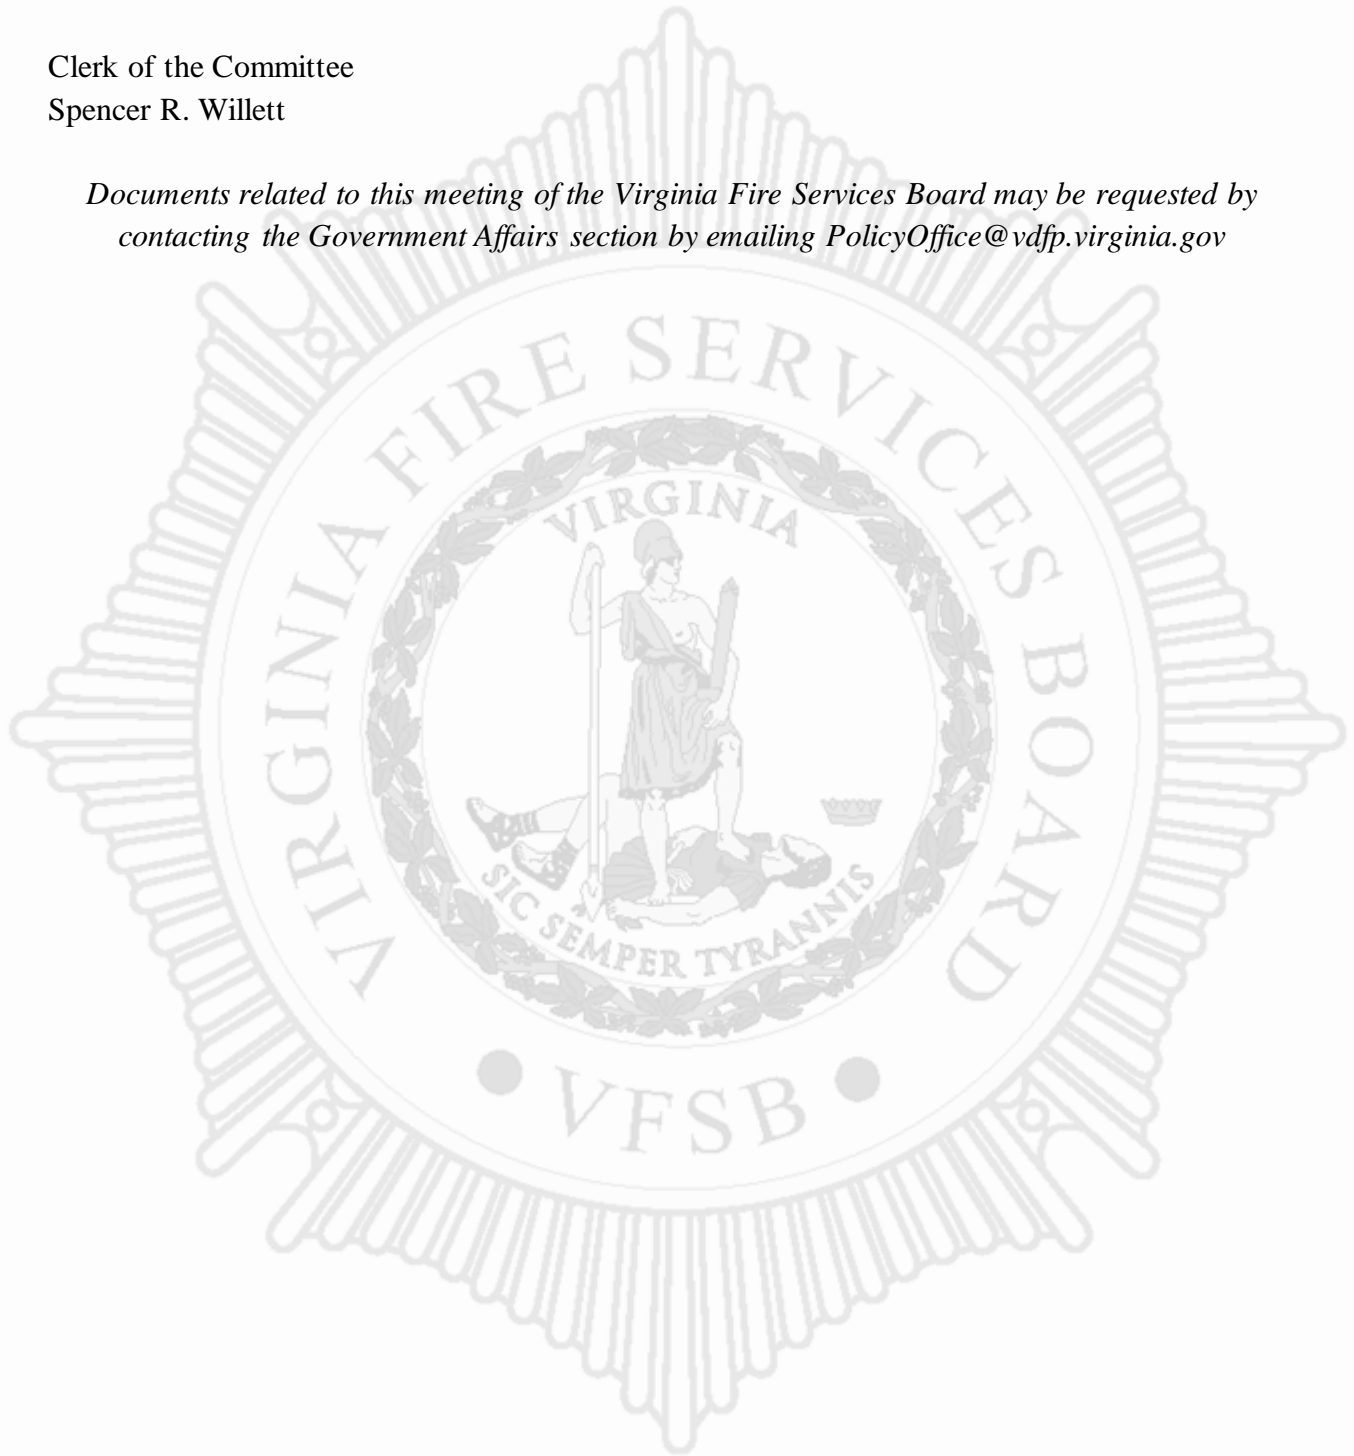 Clerk of the Committee
Spencer R. Willett
Documents related to this meeting of the Virginia Fire Services Board may be requested by
contacting the Government Affairs section by emailing PolicyOffice@vdfp.virginia.gov
VIRGINIA FIRE SERVICES BOARD
VIRGINIA
SIC SEMPER TYRANNIS
• VFSB •